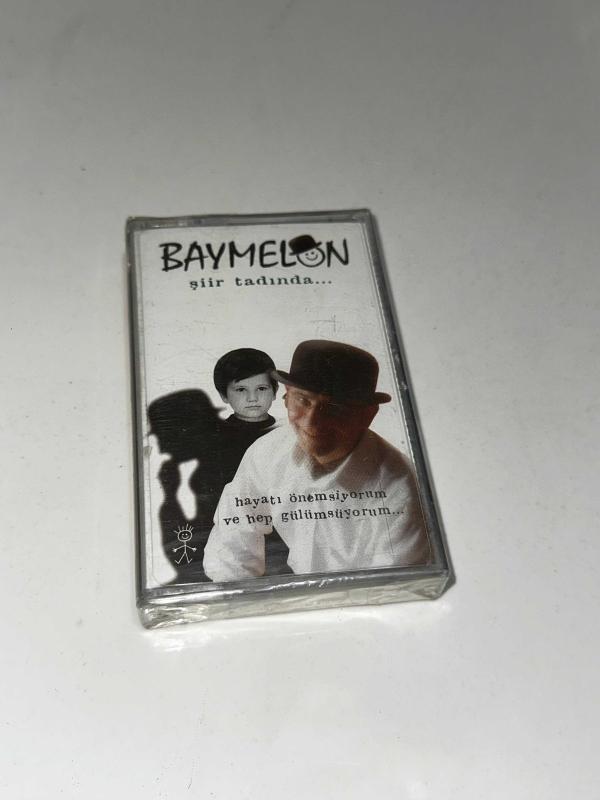 BAYMELON
şiir tadında...
hayatı önemsiyorum
ve hep gülümsüyorum...